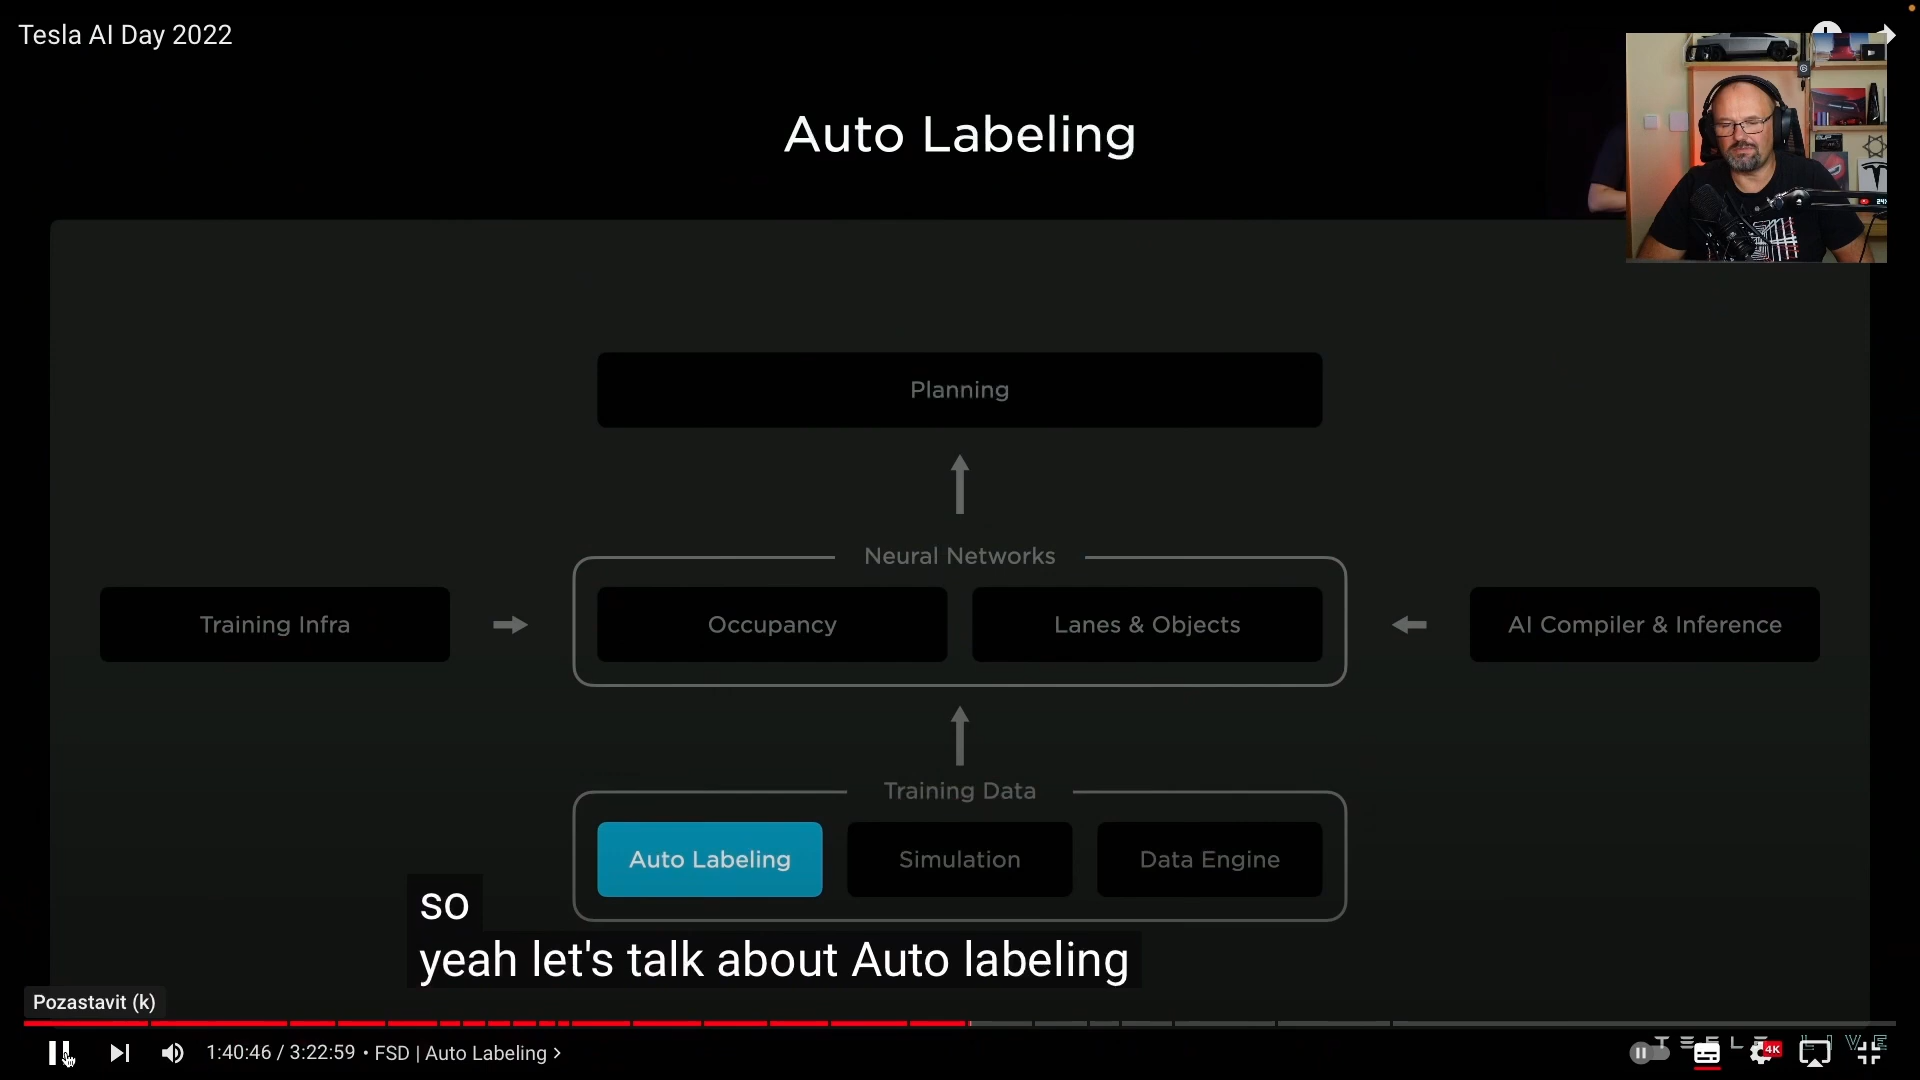 Tesla AI Day 2022
Auto Labeling
Planning
Neural Networks
Training Infra
Occupancy
Lanes & Objects
AI Compiler & Inference
Training Data
Auto Labeling
Simulation
Data Engine
so
yeah let's talk about Auto labeling
Pozastavit (k)
1:40:46 / 3:22:59 • FSD | Auto Labeling >
4K